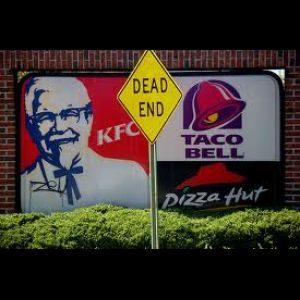 DEAD
END
KFC
TACO
BELL
Pizza Hut